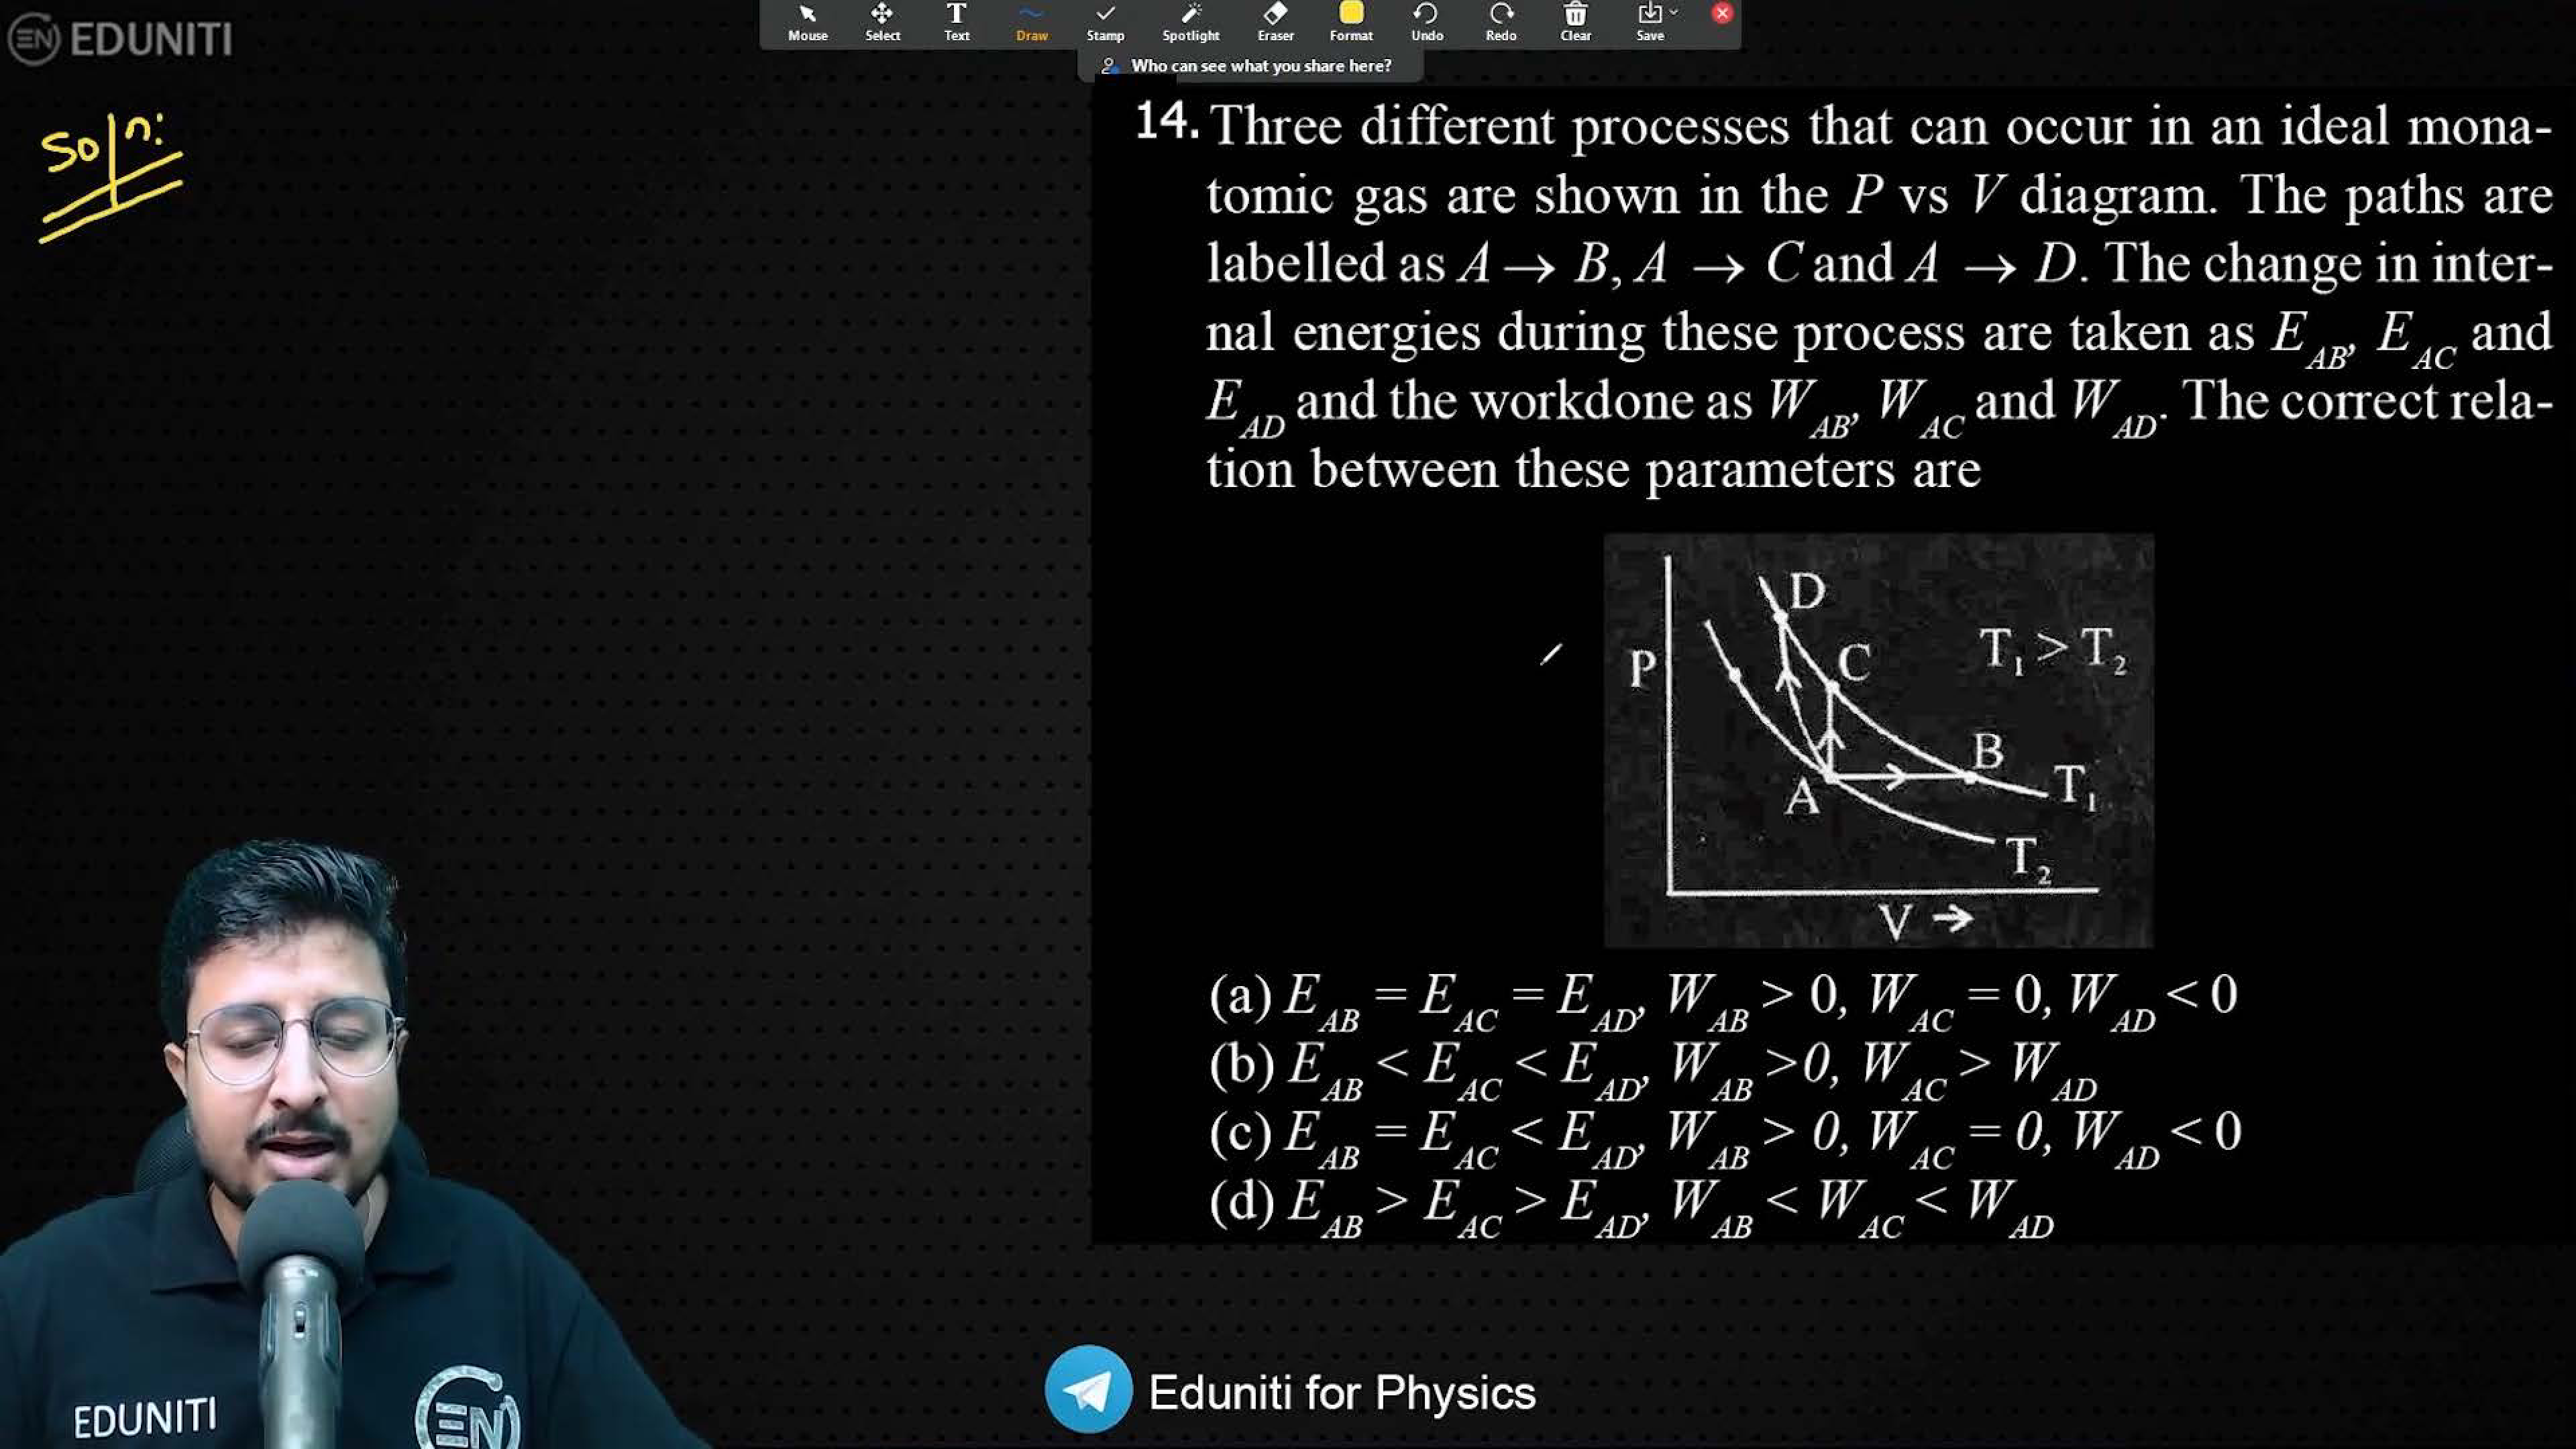 EN EDUNITI
Mouse Select Text Draw Stamp Spotlight Eraser Format Undo Redo Clear Save
Who can see what you share here?
Soln:
14. Three different processes that can occur in an ideal mona-
tomic gas are shown in the P vs V diagram. The paths are
labelled as A → B, A → C and A → D. The change in inter-
nal energies during these process are taken as E_AB, E_AC and
E_AD and the workdone as W_AB, W_AC and W_AD. The correct rela-
tion between these parameters are
D
C
T₁ > T₂
P
B
A
T₁
T₂
V →
(a) E_AB = E_AC = E_AD, W_AB > 0, W_AC = 0, W_AD < 0
(b) E_AB < E_AC < E_AD, W_AB >0, W_AC > W_AD
(c) E_AB = E_AC < E_AD, W_AB > 0, W_AC = 0, W_AD < 0
(d) E_AB > E_AC > E_AD, W_AB < W_AC < W_AD
Eduniti for Physics
EDUNITI
EN